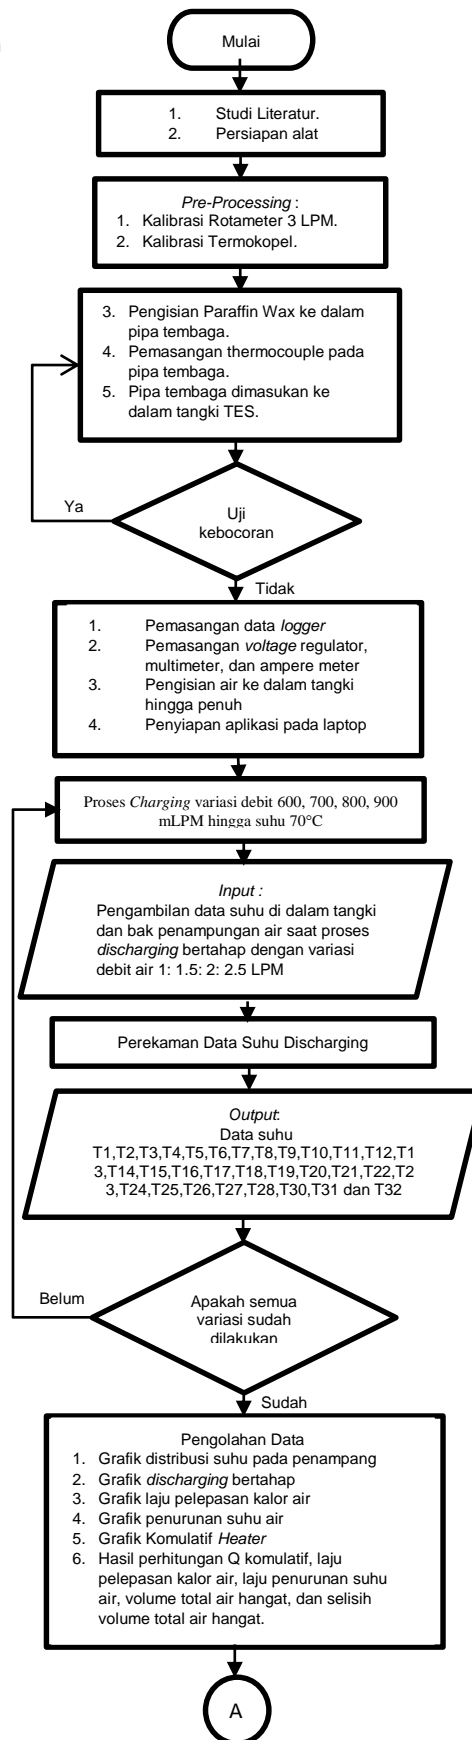 Mulai
1. Studi Literatur.
2. Persiapan alat
Pre-Processing :
1. Kalibrasi Rotameter 3 LPM.
2. Kalibrasi Termokopel.
3. Pengisian Paraffin Wax ke dalam
pipa tembaga.
4. Pemasangan thermocouple pada
pipa tembaga.
5. Pipa tembaga dimasukan ke
dalam tangki TES.
Ya
Uji
kebocoran
Tidak
1. Pemasangan data logger
2. Pemasangan voltage regulator,
multimeter, dan ampere meter
3. Pengisian air ke dalam tangki
hingga penuh
4. Penyiapan aplikasi pada laptop
Proses Charging variasi debit 600, 700, 800, 900
mLPM hingga suhu 70°C
Input :
Pengambilan data suhu di dalam tangki
dan bak penampungan air saat proses
discharging bertahap dengan variasi
debit air 1: 1.5: 2: 2.5 LPM
Perekaman Data Suhu Discharging
Output:
Data suhu
T1,T2,T3,T4,T5,T6,T7,T8,T9,T10,T11,T12,T1
3,T14,T15,T16,T17,T18,T19,T20,T21,T22,T2
3,T24,T25,T26,T27,T28,T30,T31 dan T32
Belum
Apakah semua
variasi sudah
dilakukan
Sudah
Pengolahan Data
1. Grafik distribusi suhu pada penampang
2. Grafik discharging bertahap
3. Grafik laju pelepasan kalor air
4. Grafik penurunan suhu air
5. Grafik Komulatif Heater
6. Hasil perhitungan Q komulatif, laju
pelepasan kalor air, laju penurunan suhu
air, volume total air hangat, dan selisih
volume total air hangat.
A